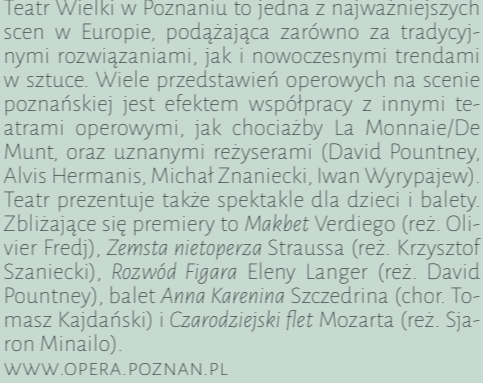 Teatr Wielki w Poznaniu to jedna z najważniejszych
scen w Europie, podążająca zarówno za tradycyj-
nymi rozwiązaniami, jak i nowoczesnymi trendami
w sztuce. Wiele przedstawień operowych na scenie
poznańskiej jest efektem współpracy z innymi te-
atrami operowymi, jak chociażby La Monnaie/De
Munt, oraz uznanymi reżyserami (David Pountney,
Alvis Hermanis, Michał Znaniecki, Iwan Wyrypajew).
Teatr prezentuje także spektakle dla dzieci i balety.
Zbliżające się premiery to Makbet Verdiego (reż. Oli-
vier Fredj), Zemsta nietoperza Straussa (reż. Krzysztof
Szaniecki), Rozwód Figara Eleny Langer (reż. David
Pountney), balet Anna Karenina Szczedrina (chor. To-
masz Kajdański) i Czarodziejski flet Mozarta (reż. Sja-
ron Minailo).
WWW.OPERA.POZNAN.PL